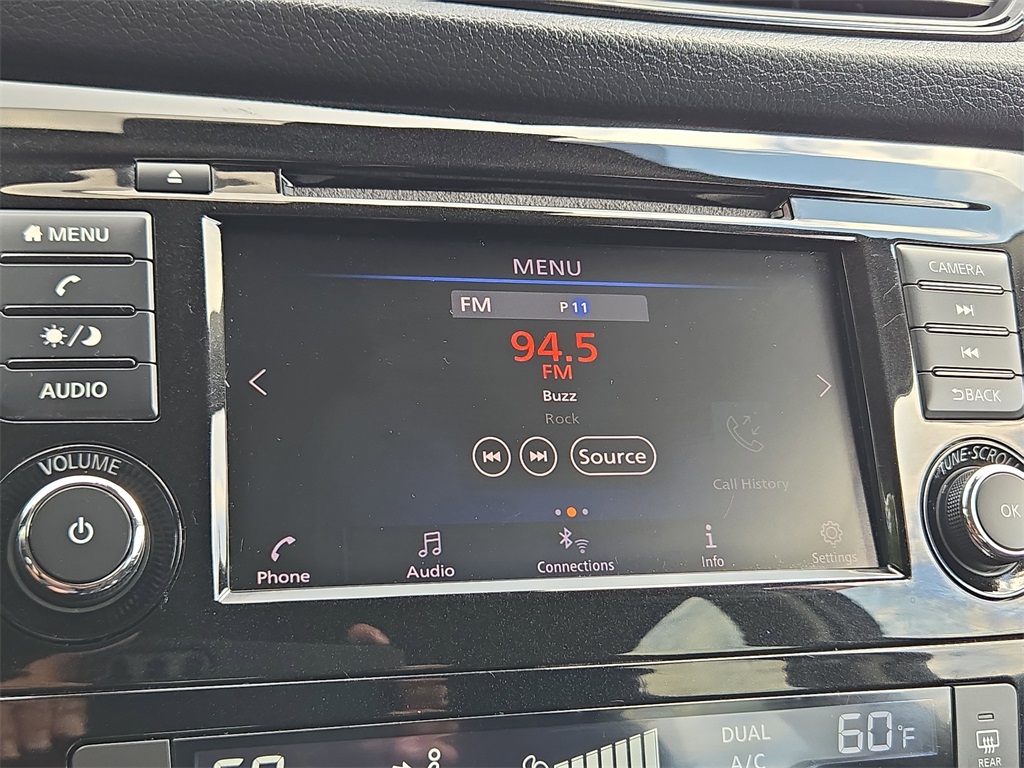 MENU
AUDIO
VOLUME
MENU
FM P11
94.5
FM
Buzz
Rock
Source
Call History
Phone
Audio
Connections
Info
Settings
CAMERA
BACK
TUNE-SCROLL
OK
DUAL
A/C
60°F
60
REAR